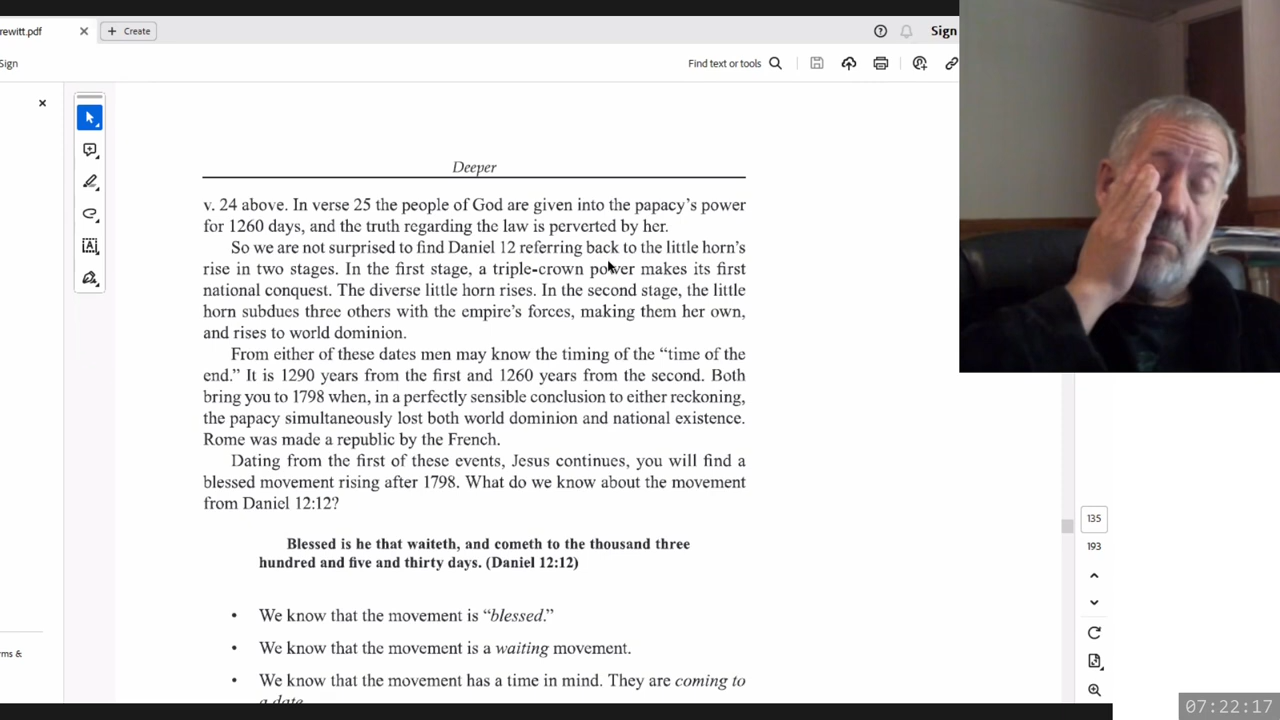 rewitt.pdf
Create
Sign
Sign
Find text or tools
Deeper
v. 24 above. In verse 25 the people of God are given into the papacy's power
for 1260 days, and the truth regarding the law is perverted by her.
So we are not surprised to find Daniel 12 referring back to the little horn's
rise in two stages. In the first stage, a triple-crown power makes its first
national conquest. The diverse little horn rises. In the second stage, the little
horn subdues three others with the empire's forces, making them her own,
and rises to world dominion.
From either of these dates men may know the timing of the “time of the
end.” It is 1290 years from the first and 1260 years from the second. Both
bring you to 1798 when, in a perfectly sensible conclusion to either reckoning,
the papacy simultaneously lost both world dominion and national existence.
Rome was made a republic by the French.
Dating from the first of these events, Jesus continues, you will find a
blessed movement rising after 1798. What do we know about the movement
from Daniel 12:12?
Blessed is he that waiteth, and cometh to the thousand three
hundred and five and thirty days. (Daniel 12:12)
• We know that the movement is “blessed.”
• We know that the movement is a waiting movement.
• We know that the movement has a time in mind. They are coming to
a date.
135
193
rms &
07:22:17